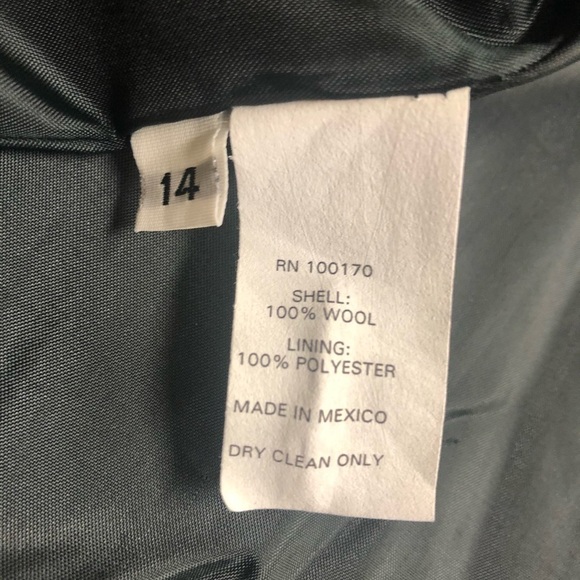 14
RN 100170
SHELL:
100% WOOL
LINING:
100% POLYESTER
MADE IN MEXICO
DRY CLEAN ONLY